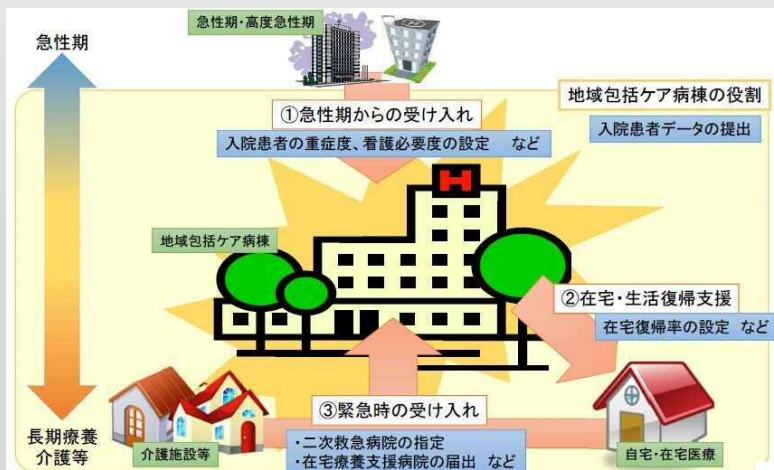 急性期・高度急性期
急性期
地域包括ケア病棟の役割
入院患者データの提出
①急性期からの受け入れ
入院患者の重症度、看護必要度の設定　など
H
地域包括ケア病棟
②在宅・生活復帰支援
在宅復帰率の設定　など
③緊急時の受け入れ
・二次救急病院の指定
・在宅療養支援病院の届出　など
長期療養
介護等
介護施設等
自宅・在宅医療